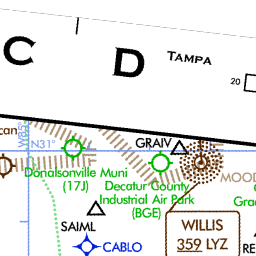 C
D
TAMPA
20
can
N31°
GRAIV
Donalsonville Muni
(17J)
Decatur County
Industrial Air Park
(BGE)
MOOD
Gra
SAIML
CABLO
WILLIS
359 LYZ
RE